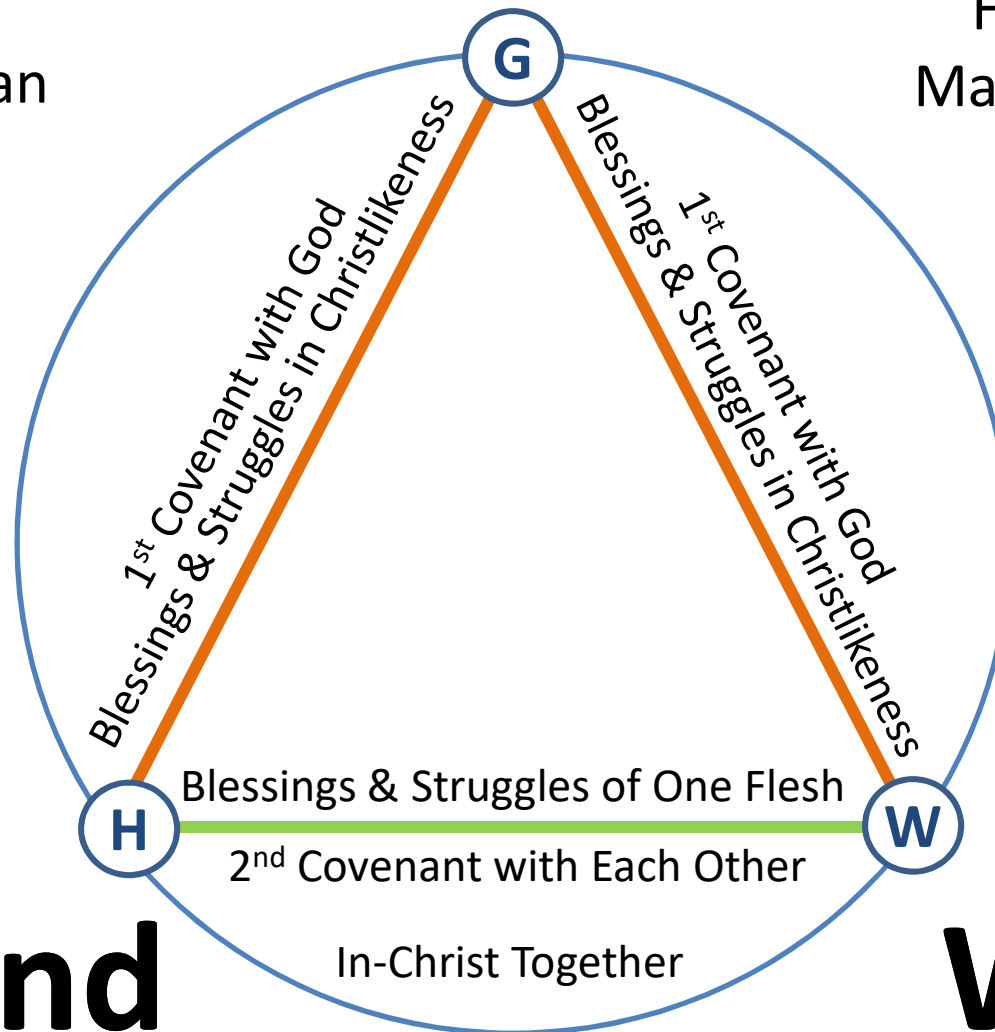 G
an
Ma
1st Covenant with God
Blessings & Struggles in Christlikeness
Blessings & Struggles in Christlikeness
1st Covenant with God
Blessings & Struggles of One Flesh
H
W
2nd Covenant with Each Other
In-Christ Together
nd